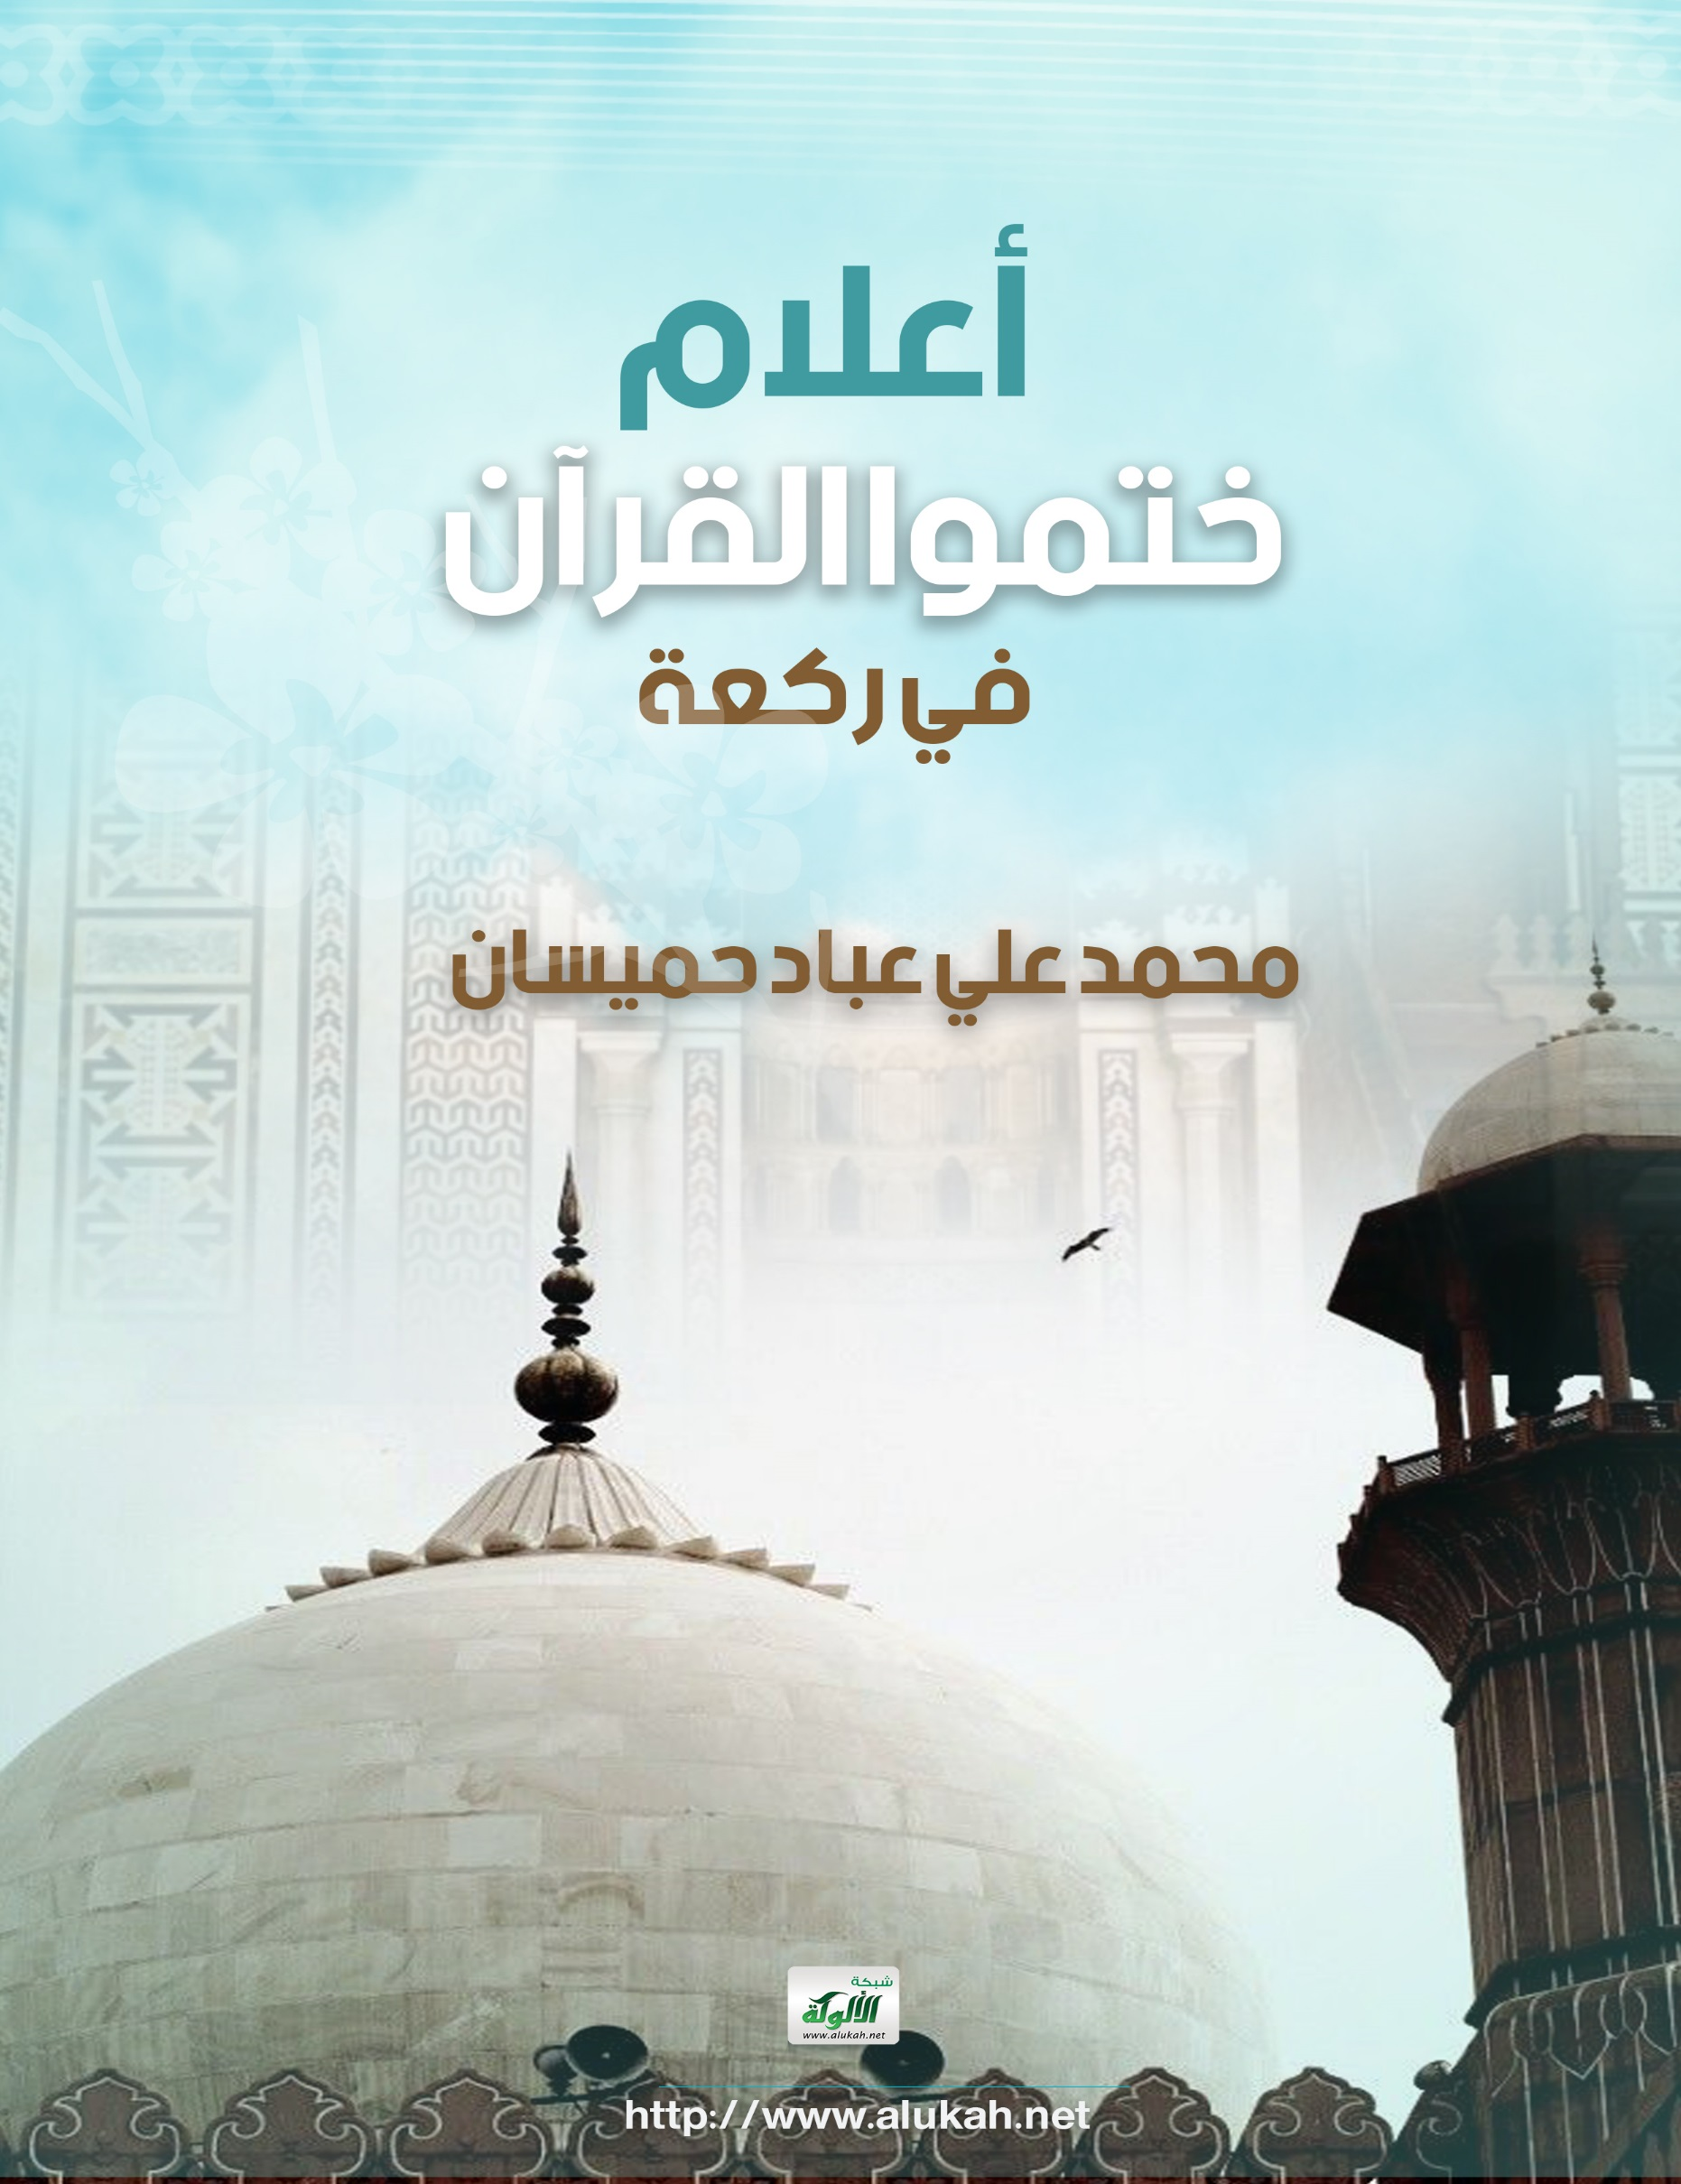 أعلام
ختموا القرآن
في ركعة
محمد علي عباد حميسان
شبكة
الألوكة
www.alukah.net
http://www.alukah.net